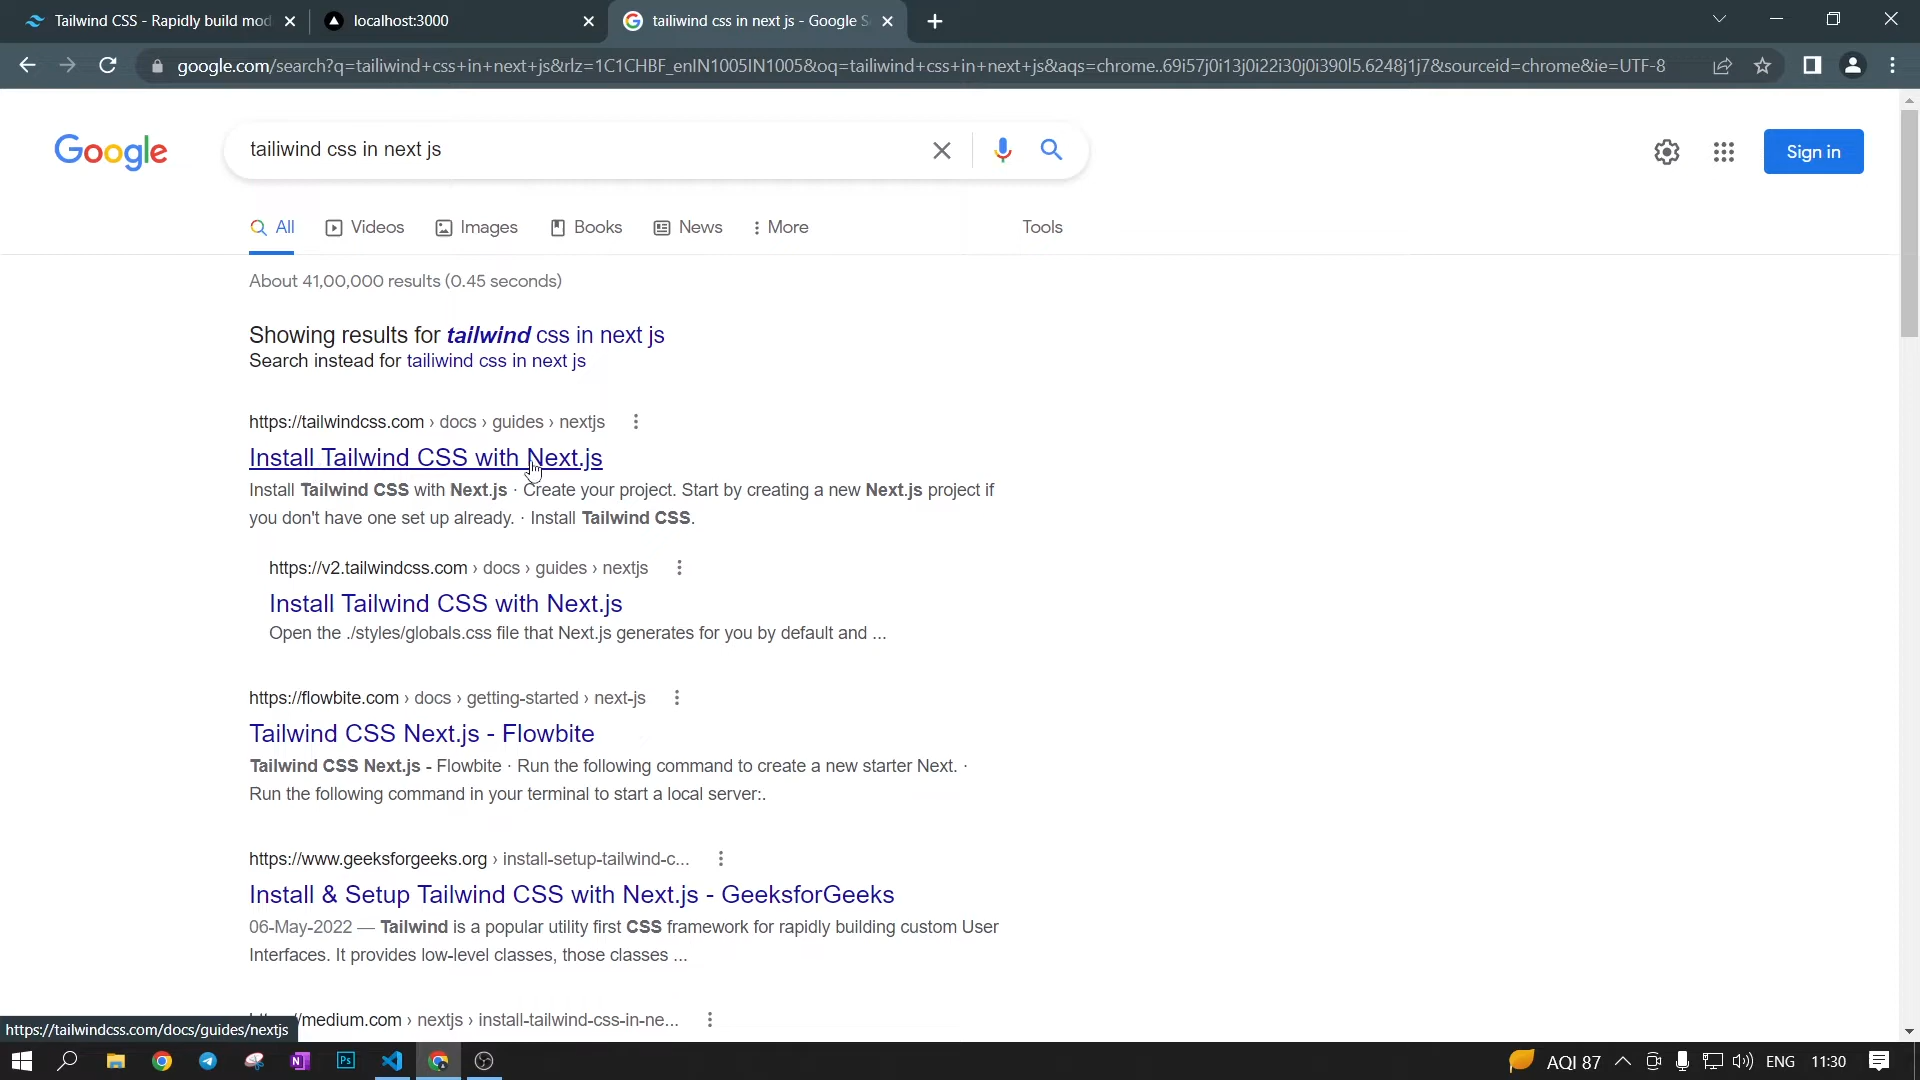 Tailwind CSS - Rapidly build mod
localhost:3000
tailiwind css in next js - Google S
google.com/search?q=tailiwind+css+in+next+js&rlz=1C1CHBF_enIN1005IN1005&oq=tailiwind+css+in+next+js&aqs=chrome..69i57j0i13j0i22i30j0i390l5.6248j1j7&sourceid=chrome&ie=UTF-8
Google
tailiwind css in next js
Sign in
All
Videos
Images
Books
News
More
Tools
About 41,00,000 results (0.45 seconds)
Showing results for tailwind css in next js
Search instead for tailiwind css in next js
https://tailwindcss.com › docs › guides › nextjs
Install Tailwind CSS with Next.js
Install Tailwind CSS with Next.js · Create your project. Start by creating a new Next.js project if
you don't have one set up already. · Install Tailwind CSS.
https://v2.tailwindcss.com › docs › guides › nextjs
Install Tailwind CSS with Next.js
Open the ./styles/globals.css file that Next.js generates for you by default and ...
https://flowbite.com › docs › getting-started › next-js
Tailwind CSS Next.js - Flowbite
Tailwind CSS Next.js - Flowbite · Run the following command to create a new starter Next. ·
Run the following command in your terminal to start a local server:.
https://www.geeksforgeeks.org › install-setup-tailwind-c...
Install & Setup Tailwind CSS with Next.js - GeeksforGeeks
06-May-2022 — Tailwind is a popular utility first CSS framework for rapidly building custom User
Interfaces. It provides low-level classes, those classes ...
/medium.com › nextjs › install-tailwind-css-in-ne...
https://tailwindcss.com/docs/guides/nextjs
N
Ps
AQI 87
ENG
11:30